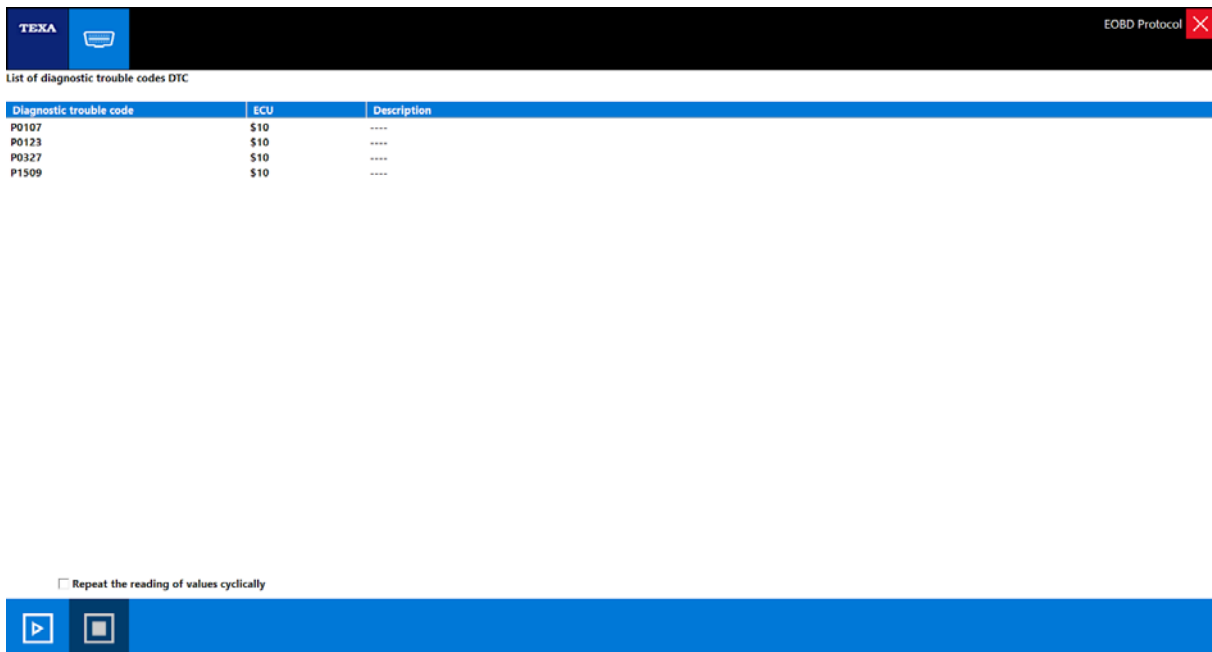 TEXA
EOBD Protocol
List of diagnostic trouble codes DTC
Diagnostic trouble code ECU Description
P0107 $10 ----
P0123 $10 ----
P0327 $10 ----
P1509 $10 ----
Repeat the reading of values cyclically